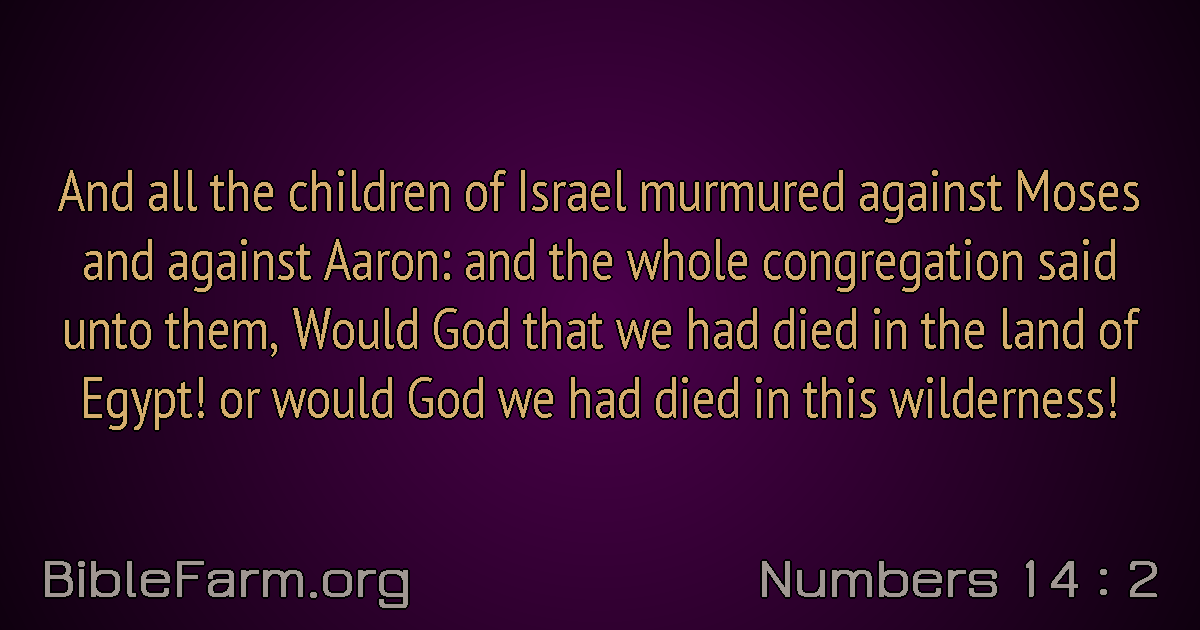 And all the children of Israel murmured against Moses
and against Aaron: and the whole congregation said
unto them, Would God that we had died in the land of
Egypt! or would God we had died in this wilderness!
BibleFarm.org
Numbers 14 : 2